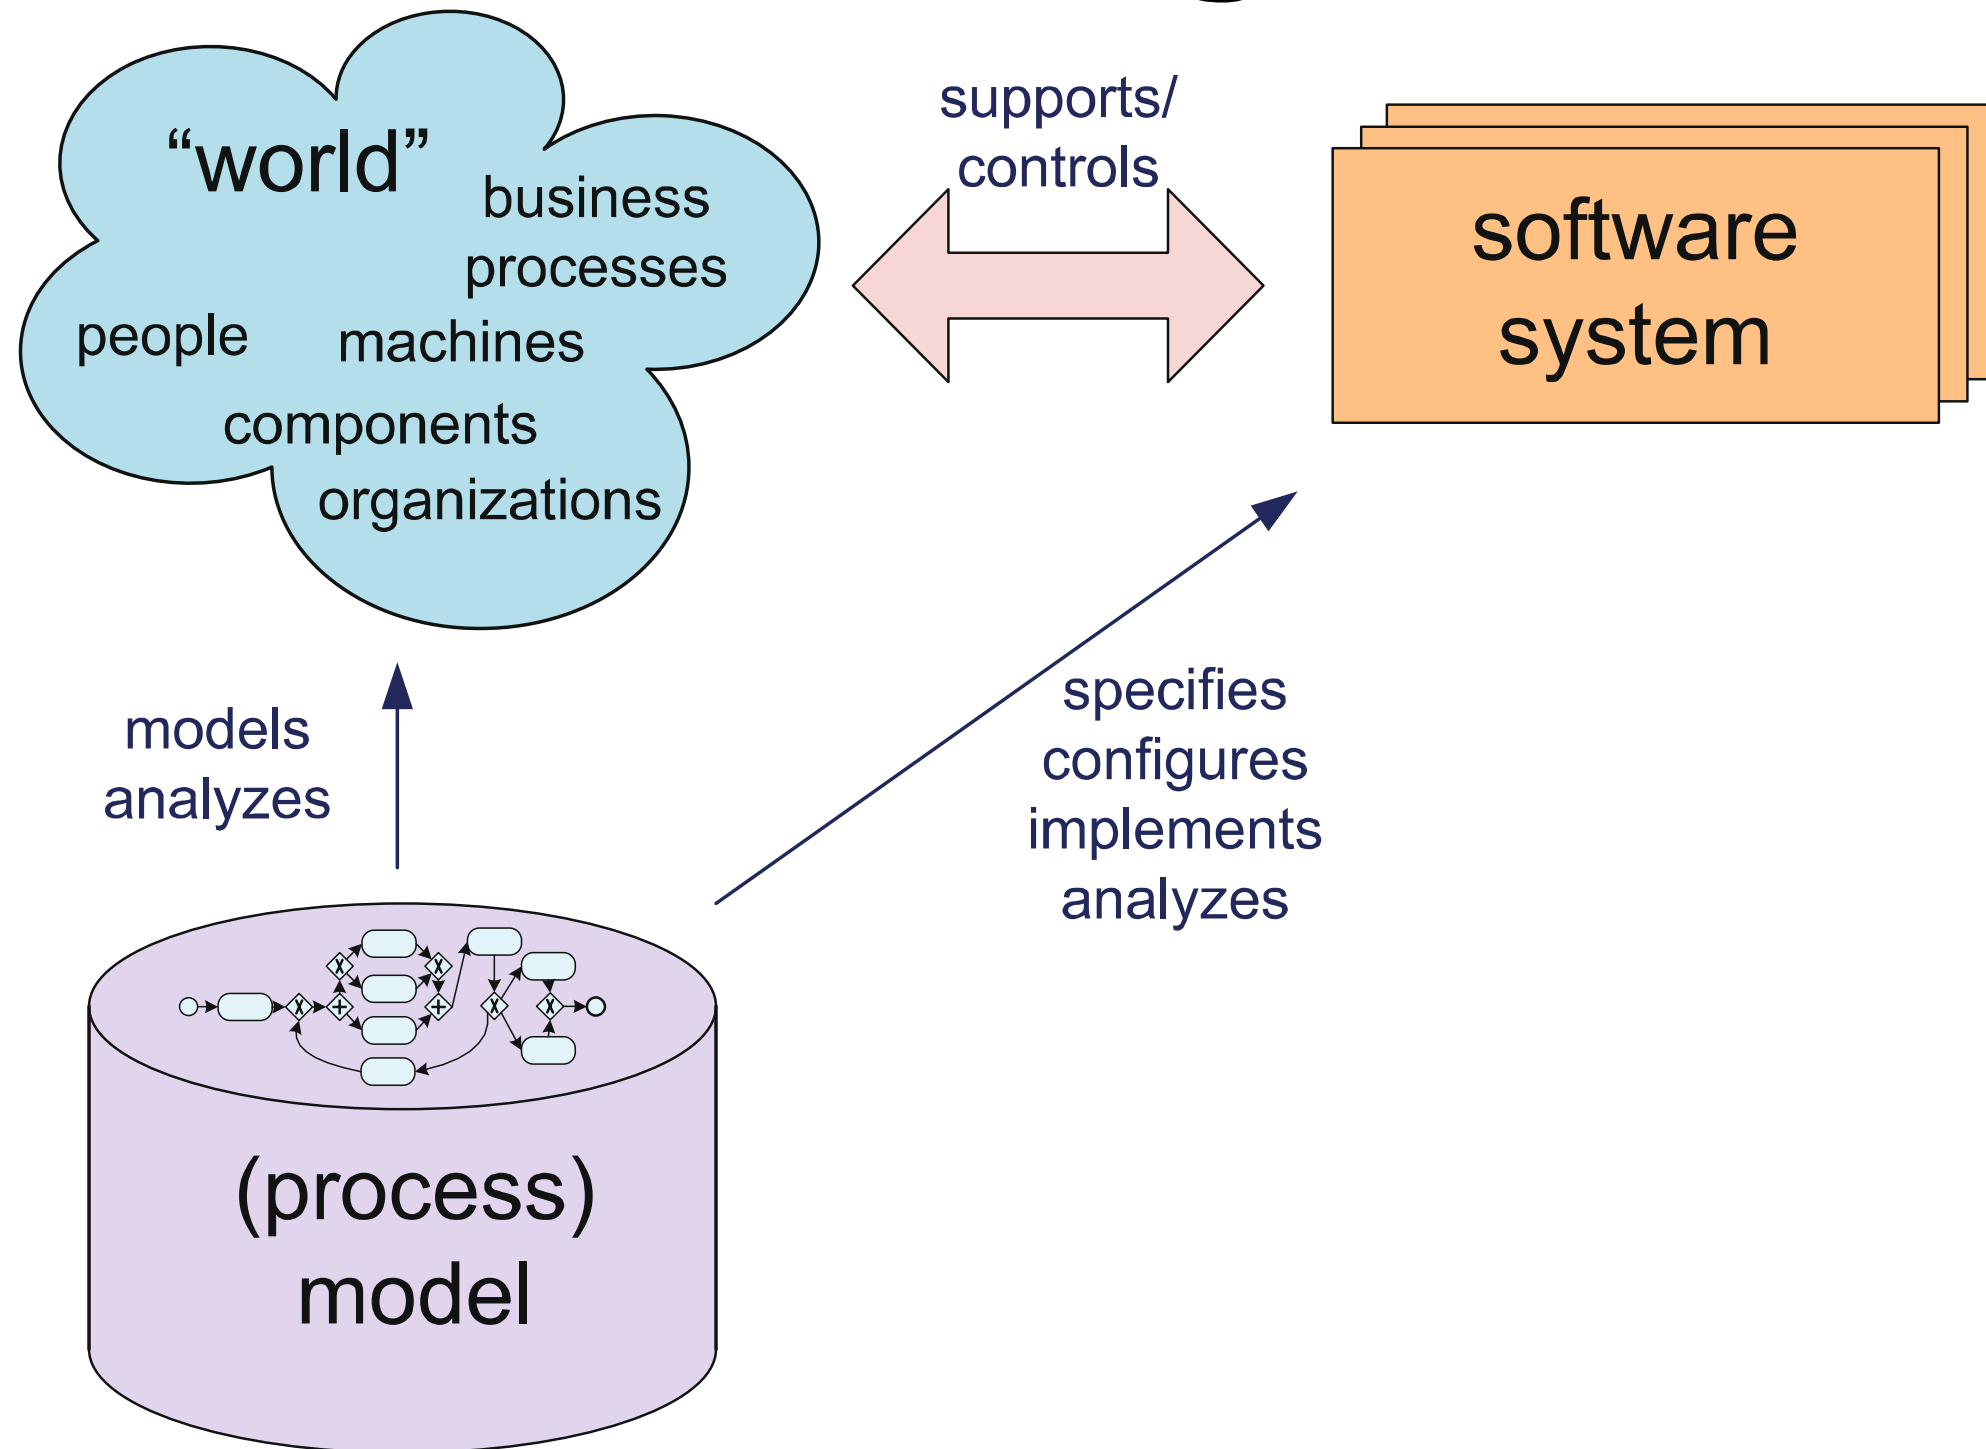 “world”
business
processes
people
machines
components
organizations
supports/
controls
software
system
models
analyzes
specifies
configures
implements
analyzes
(process)
model